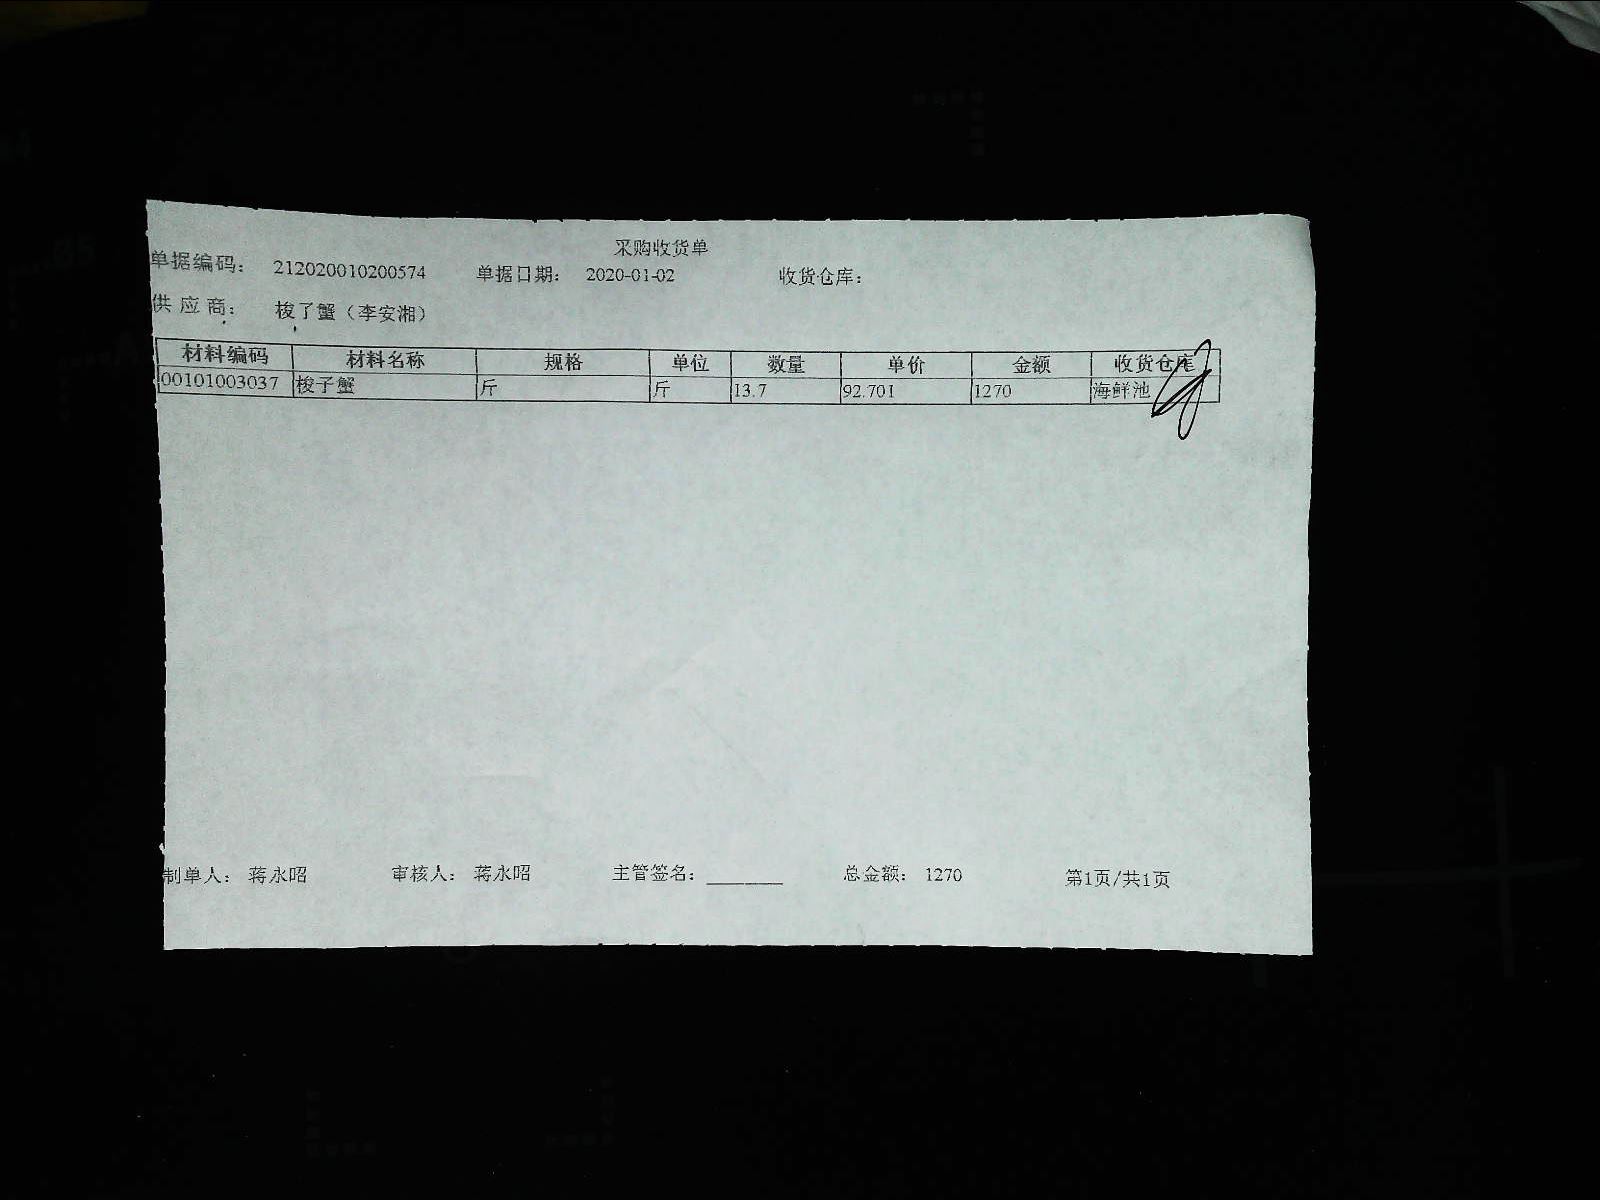 采购收货单
单据编码： 212020010200574 单据日期： 2020-01-02 收货仓库：
供应商： 梭子蟹（李安湘）
材料编码 材料名称 规格 单位 数量 单价 金额 收货仓库
00101003037 梭子蟹 斤 斤 13.7 92.701 1270 海鲜池
制单人： 蒋永昭 审核人： 蒋永昭 主管签名：_______ 总金额： 1270 第1页/共1页